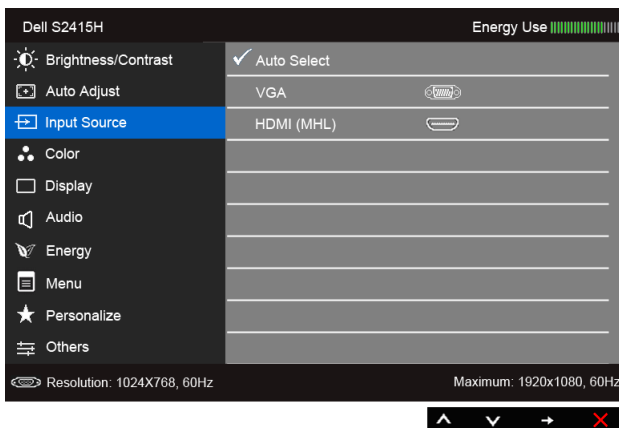 Dell S2415H Energy Use
Brightness/Contrast Auto Select
Auto Adjust VGA
Input Source HDMI (MHL)
Color
Display
Audio
Energy
Menu
Personalize
Others
Resolution: 1024X768, 60Hz Maximum: 1920x1080, 60Hz